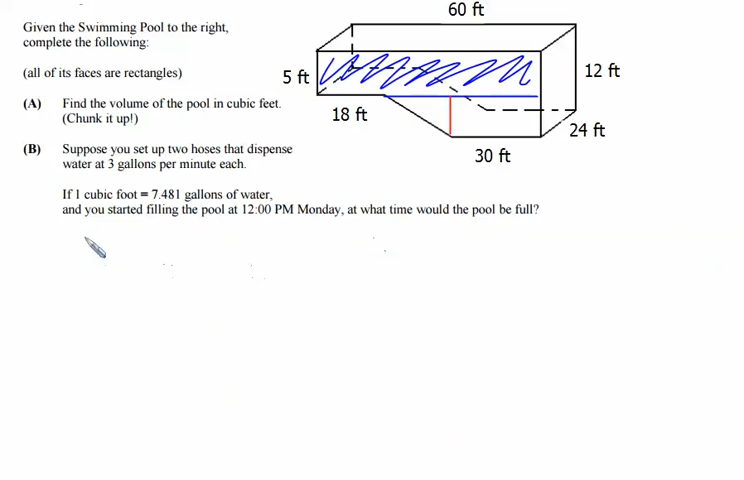 60 ft
Given the Swimming Pool to the right,
complete the following:
(all of its faces are rectangles)
5 ft
12 ft
18 ft
24 ft
30 ft
(A) Find the volume of the pool in cubic feet.
(Chunk it up!)
(B) Suppose you set up two hoses that dispense
water at 3 gallons per minute each.
If 1 cubic foot = 7.481 gallons of water,
and you started filling the pool at 12:00 PM Monday, at what time would the pool be full?